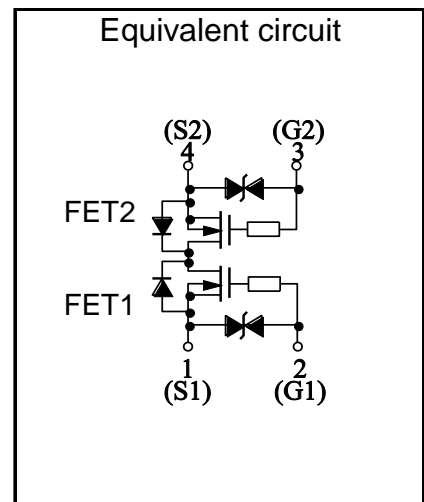 Equivalent circuit
(S2) (G2)
4 3
FET2
FET1
1 2
(S1) (G1)